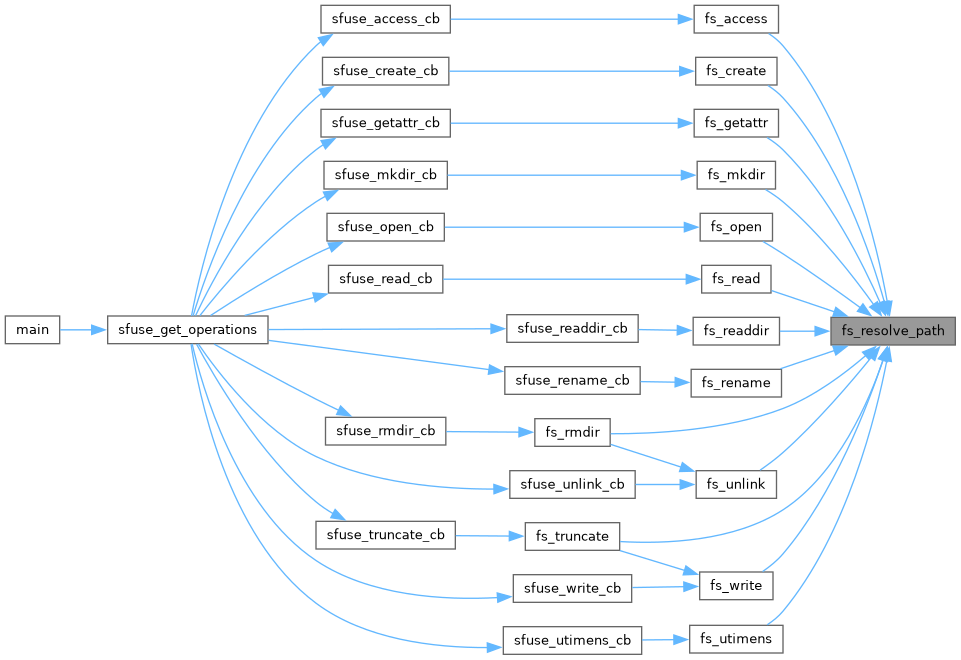 sfuse_access_cb
fs_access
sfuse_create_cb
fs_create
sfuse_getattr_cb
fs_getattr
sfuse_mkdir_cb
fs_mkdir
sfuse_open_cb
fs_open
sfuse_read_cb
fs_read
main
sfuse_get_operations
sfuse_readdir_cb
fs_readdir
fs_resolve_path
sfuse_rename_cb
fs_rename
sfuse_rmdir_cb
fs_rmdir
sfuse_unlink_cb
fs_unlink
sfuse_truncate_cb
fs_truncate
sfuse_write_cb
fs_write
sfuse_utimens_cb
fs_utimens